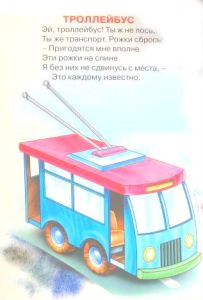 ТРОЛЛЕЙБУС
Эй, троллейбус! Ты ж не лось,
Ты же транспорт. Рожки сбрось
– Пригодятся мне вполне
Эти рожки на спине.
Я без них не сдвинусь с места, –
Это каждому известно.